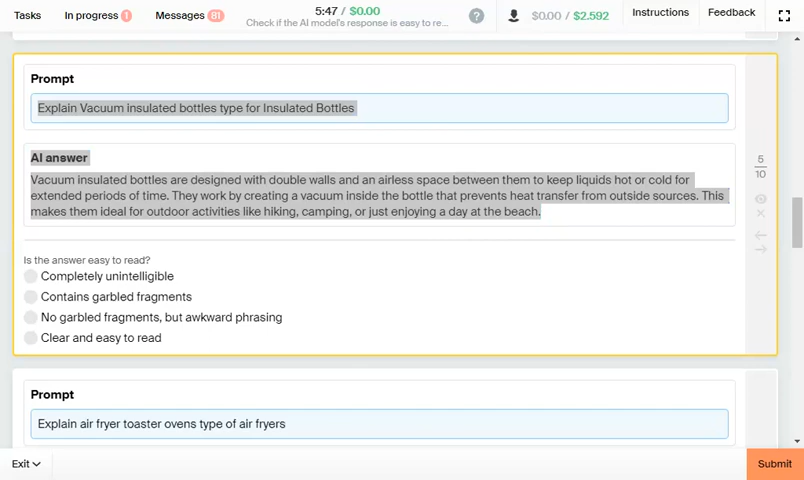 Tasks
In progress 1
Messages 81
5:47 / $0.00
Check if the AI model's response is easy to re...
?
$0.00 / $2.592
Instructions
Feedback
Prompt
Explain Vacuum insulated bottles type for Insulated Bottles
AI answer
Vacuum insulated bottles are designed with double walls and an airless space between them to keep liquids hot or cold for
extended periods of time. They work by creating a vacuum inside the bottle that prevents heat transfer from outside sources. This
makes them ideal for outdoor activities like hiking, camping, or just enjoying a day at the beach.
5
10
Is the answer easy to read?
Completely unintelligible
Contains garbled fragments
No garbled fragments, but awkward phrasing
Clear and easy to read
Prompt
Explain air fryer toaster ovens type of air fryers
Exit
Submit